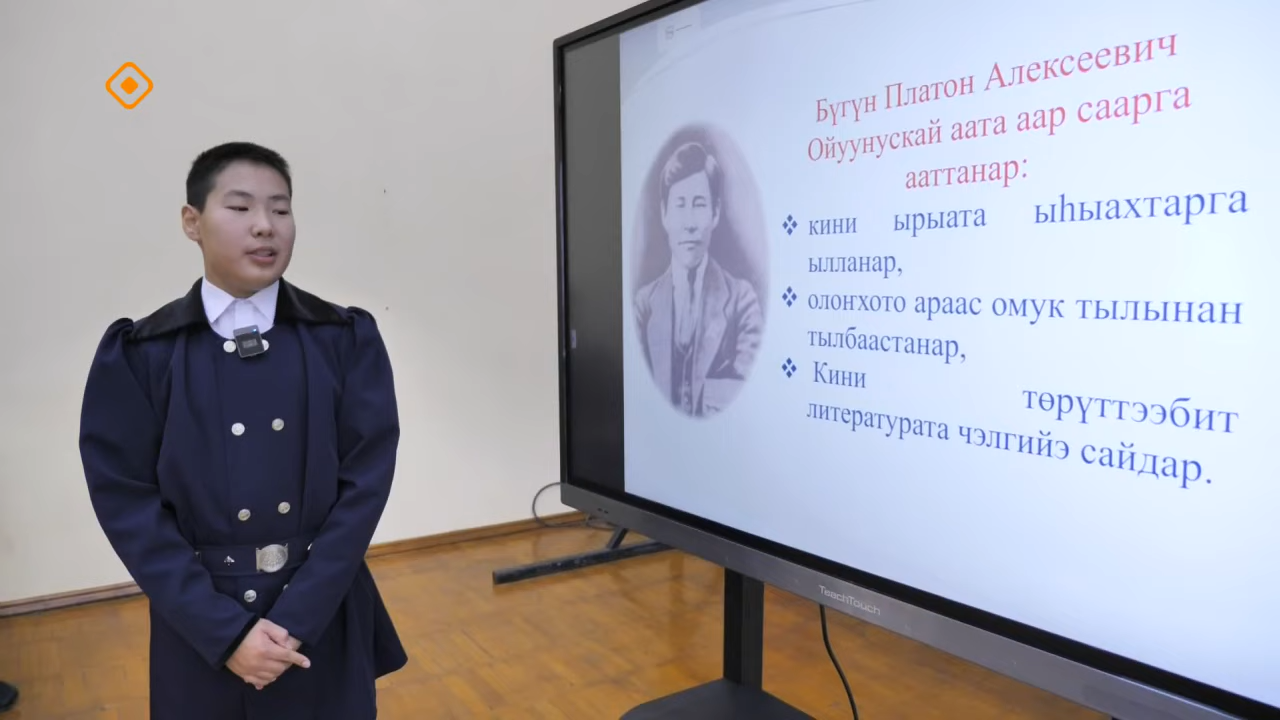 Бүгүн Платон Алексеевич
Ойуунускай аата аар саарга
ааттанар:
кини ырыата ыһыахтарга
ылланар,
олоҥхото араас омук тылынан
тылбаастанар,
Кини төрүттээбит
литературата чэлгийэ сайдар.
TeachTouch